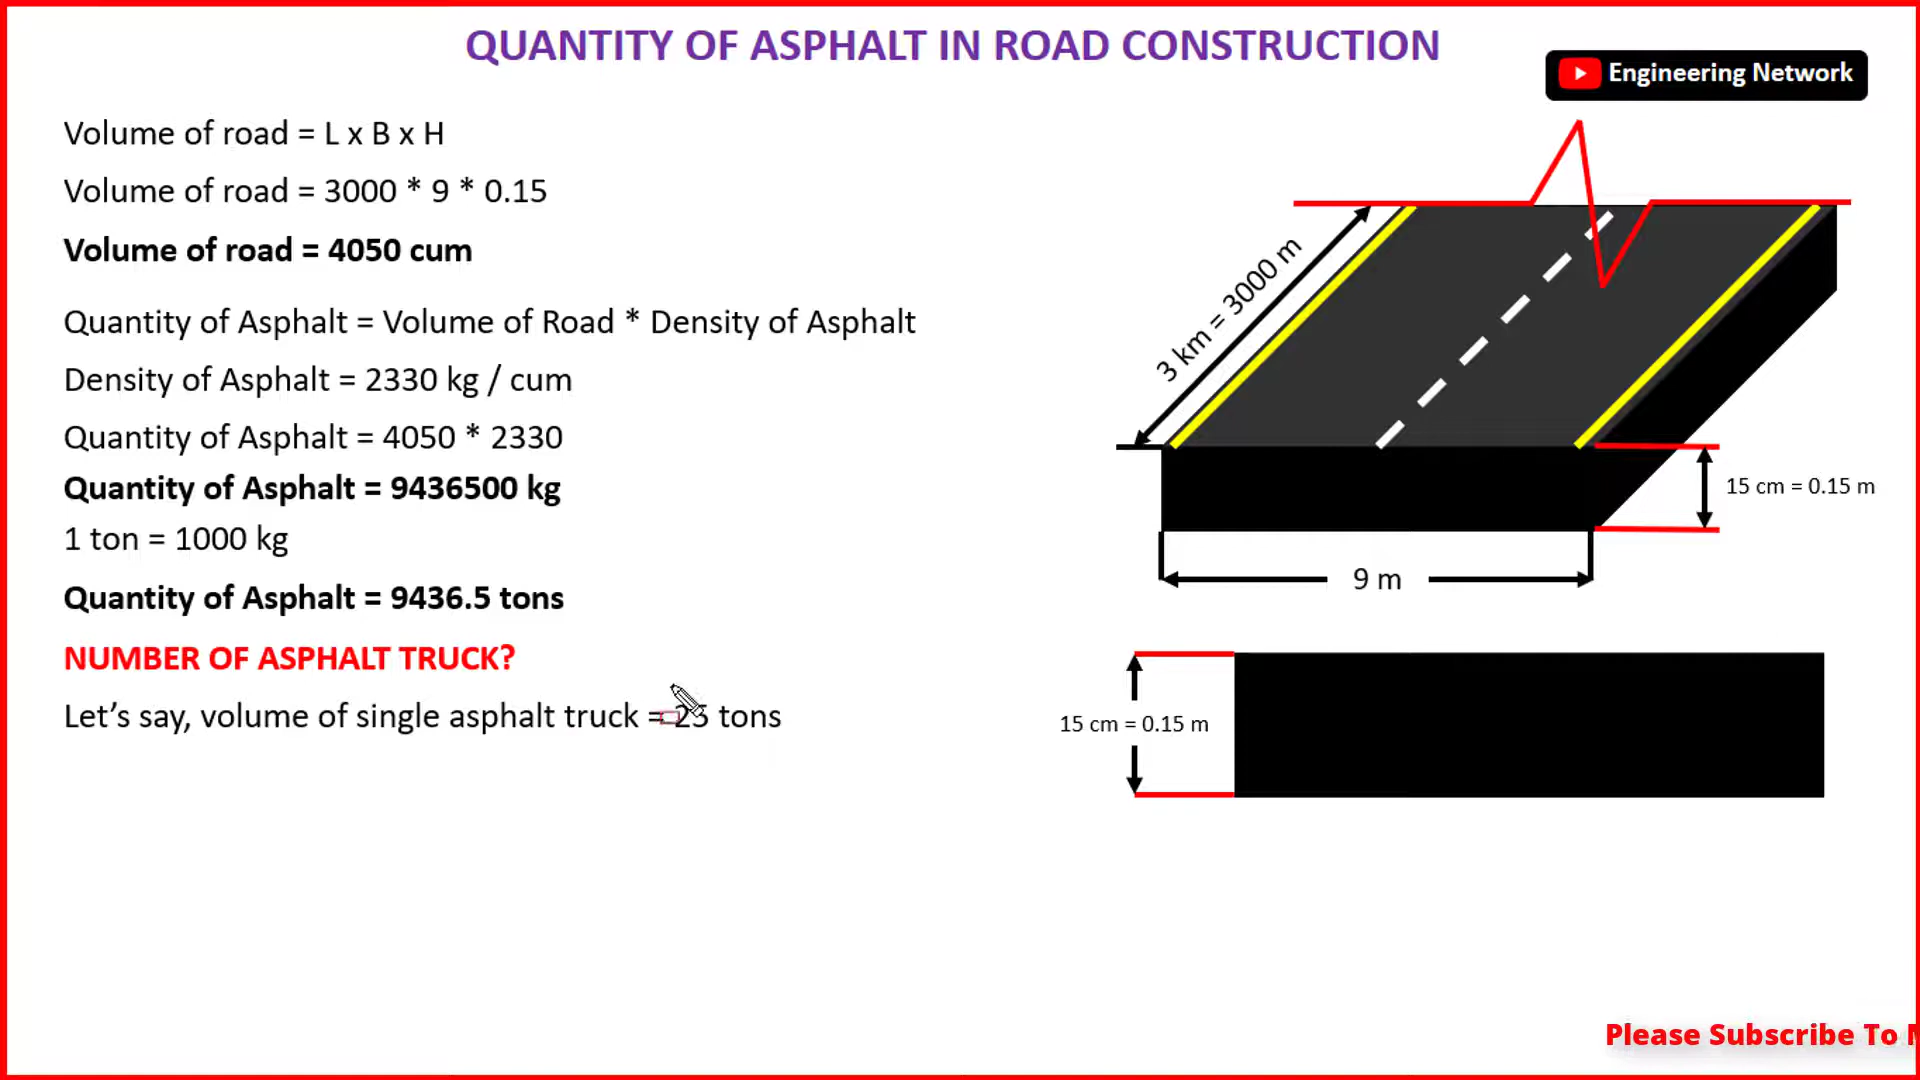 QUANTITY OF ASPHALT IN ROAD CONSTRUCTION
Engineering Network
Volume of road = L x B x H
Volume of road = 3000 * 9 * 0.15
Volume of road = 4050 cum
Quantity of Asphalt = Volume of Road * Density of Asphalt
Density of Asphalt = 2330 kg / cum
Quantity of Asphalt = 4050 * 2330
Quantity of Asphalt = 9436500 kg
1 ton = 1000 kg
Quantity of Asphalt = 9436.5 tons
NUMBER OF ASPHALT TRUCK?
Let’s say, volume of single asphalt truck = 25 tons
3 km = 3000 m
15 cm = 0.15 m
9 m
15 cm = 0.15 m
Please Subscribe To